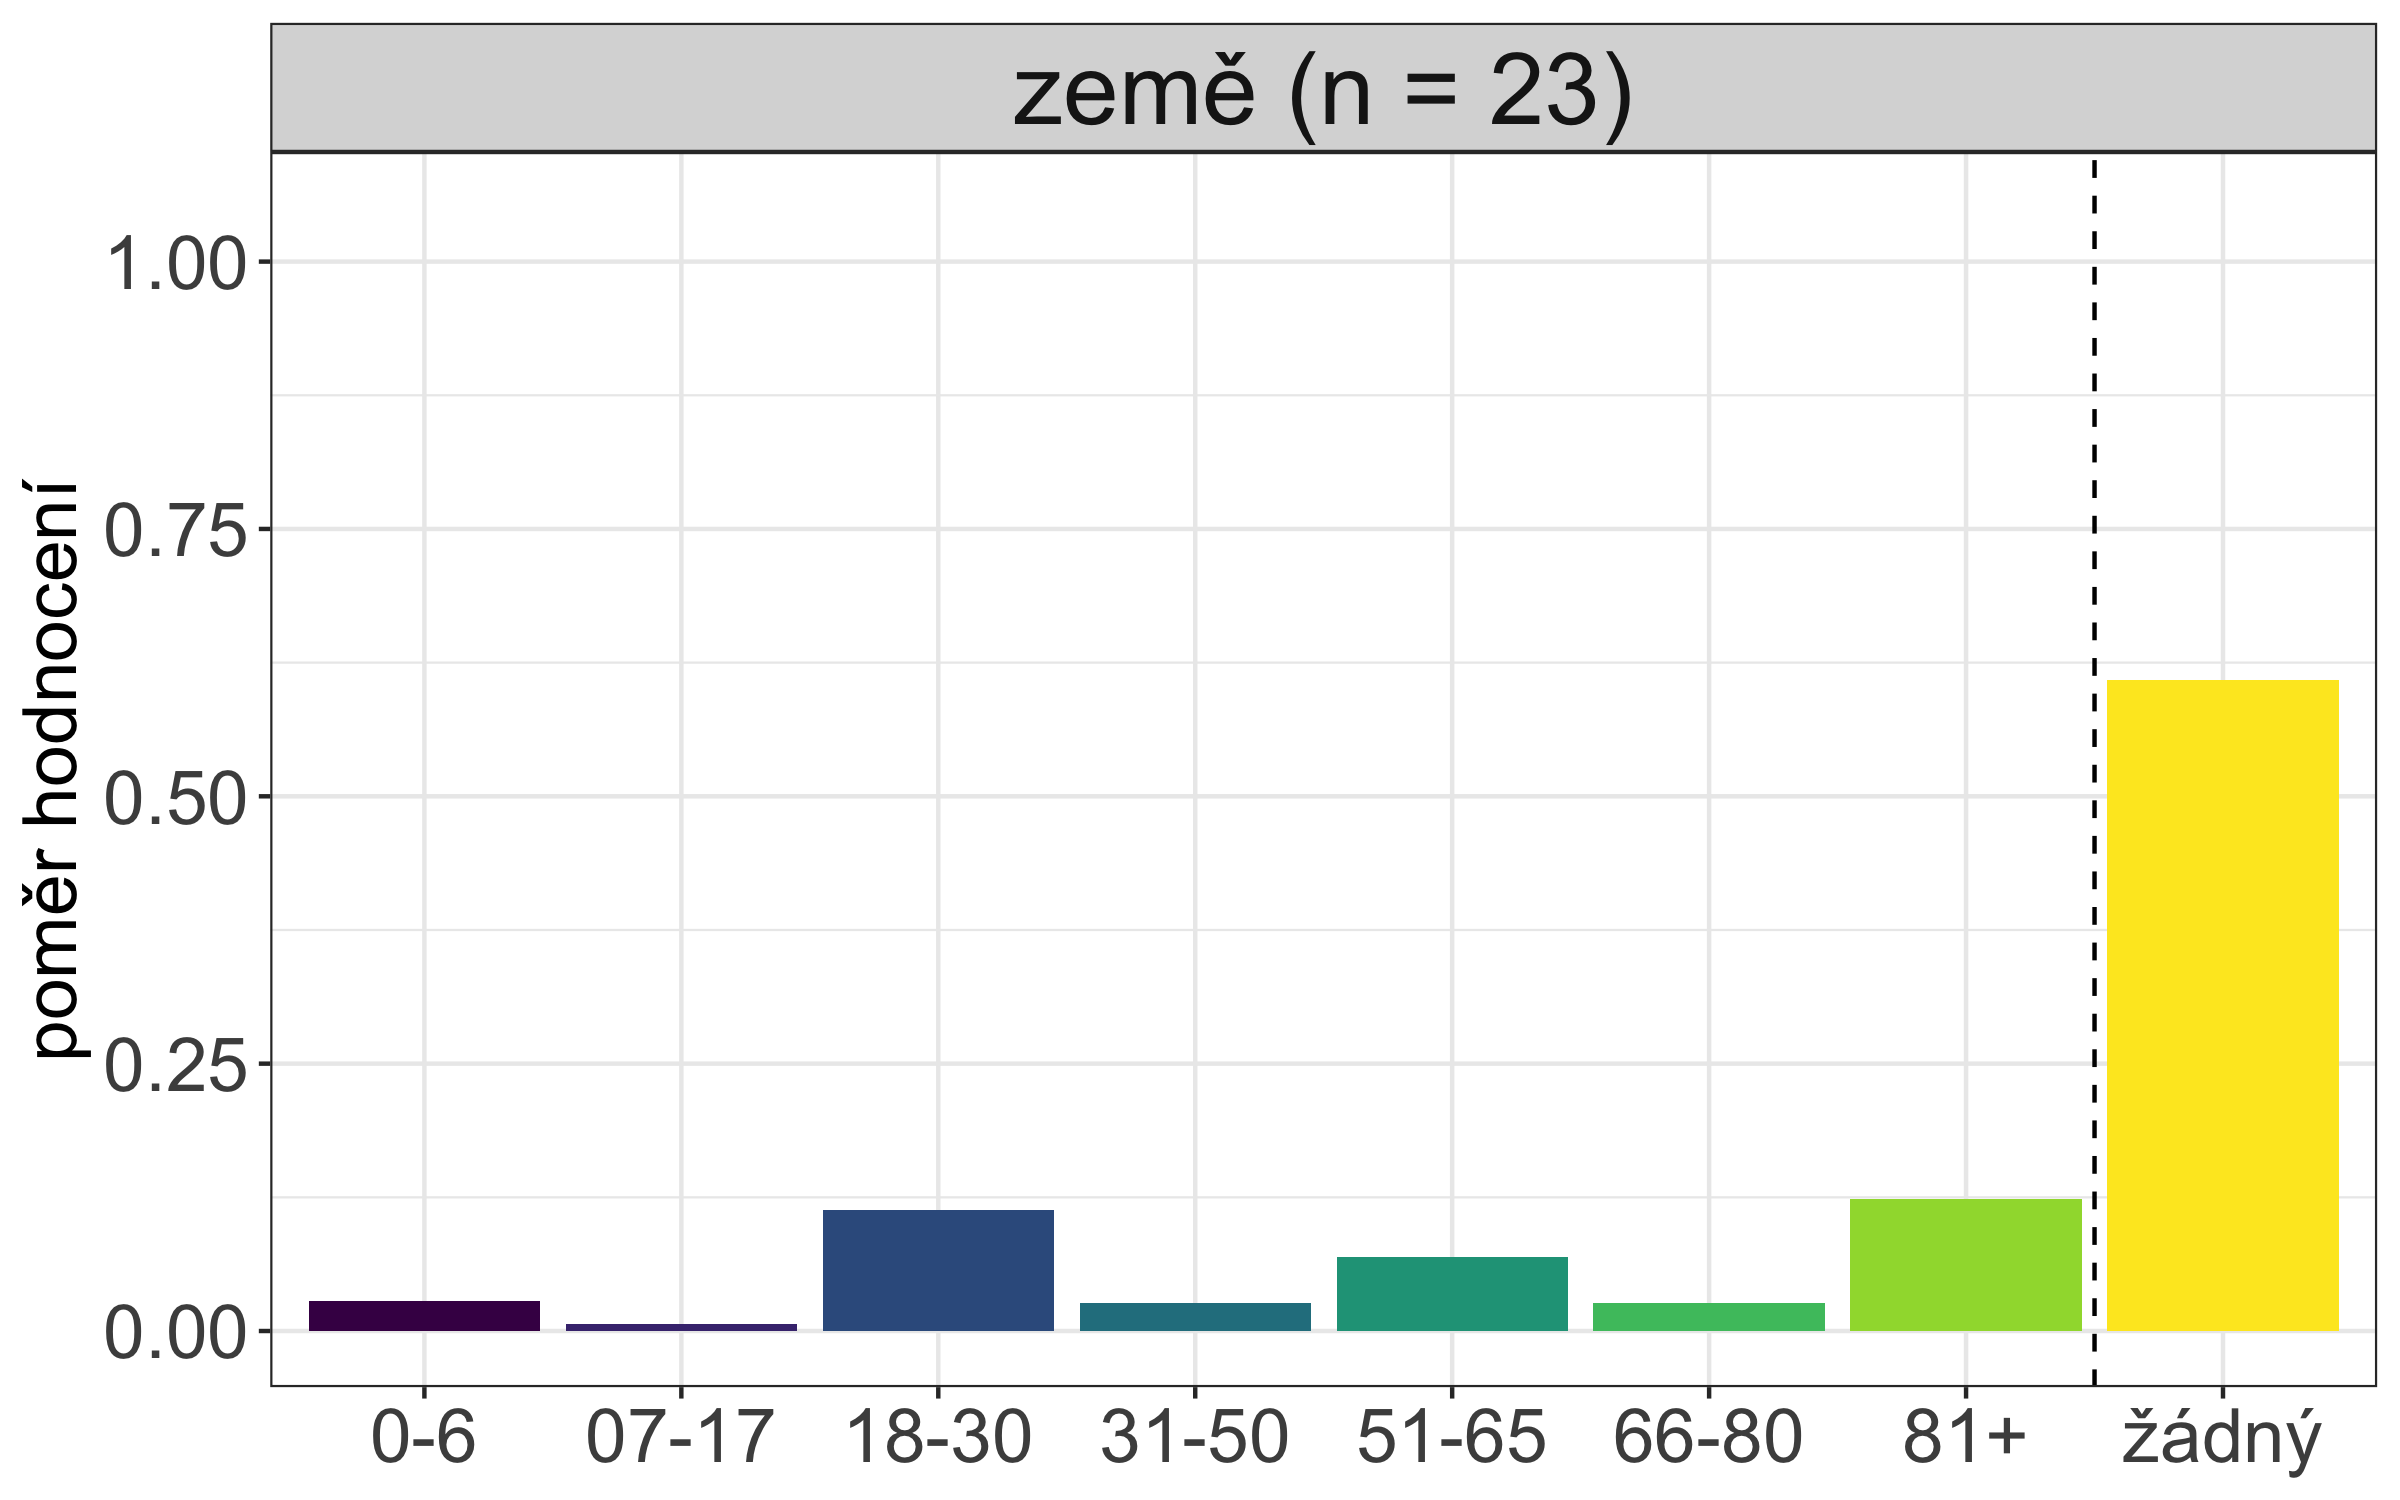 země (n = 23)
poměr hodnocení
1.00
0.75
0.50
0.25
0.00
0-6 07-17 18-30 31-50 51-65 66-80 81+ žádný